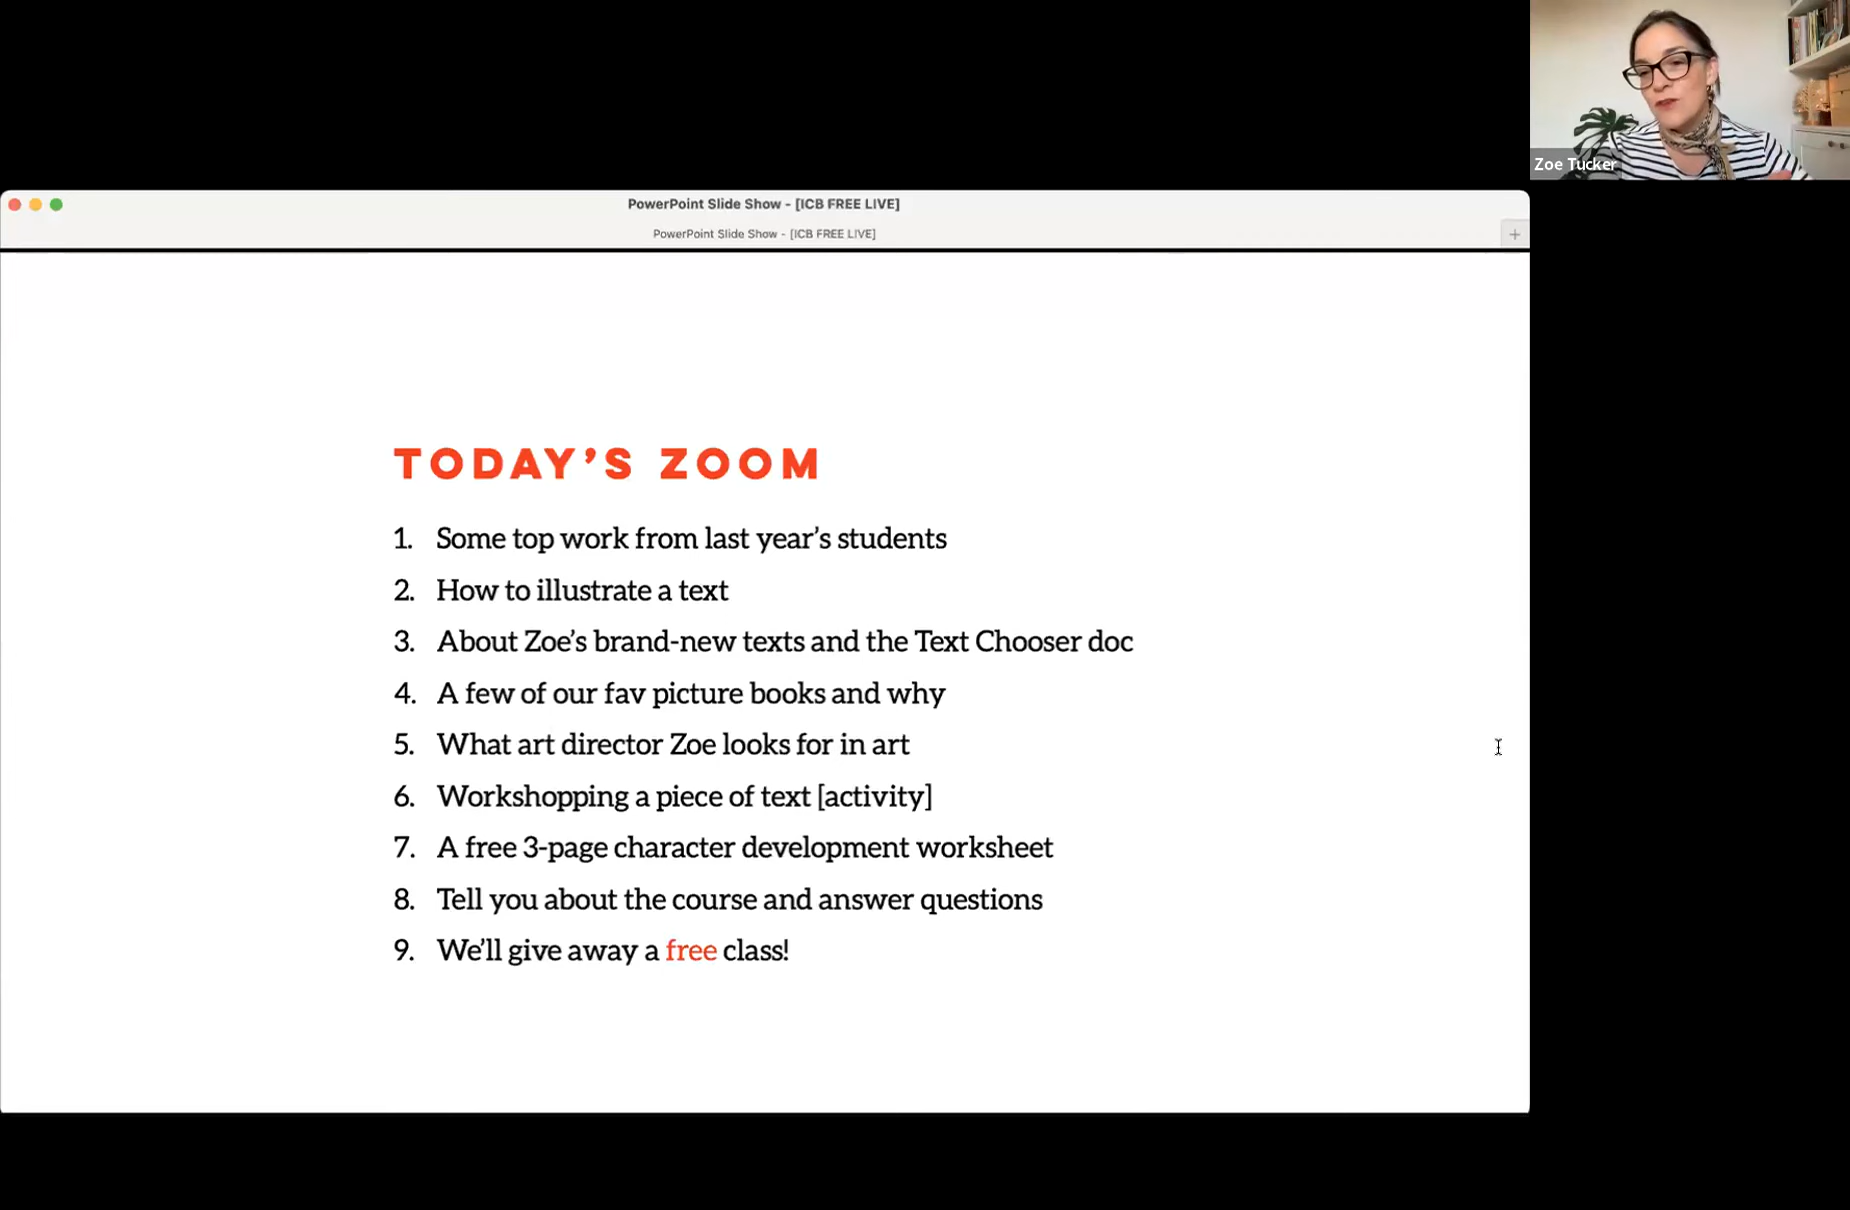 Zoe Tucker
PowerPoint Slide Show - [ICB FREE LIVE]
PowerPoint Slide Show - [ICB FREE LIVE]
TODAY’S ZOOM
1. Some top work from last year’s students
2. How to illustrate a text
3. About Zoe’s brand-new texts and the Text Chooser doc
4. A few of our fav picture books and why
5. What art director Zoe looks for in art
6. Workshopping a piece of text [activity]
7. A free 3-page character development worksheet
8. Tell you about the course and answer questions
9. We’ll give away a free class!